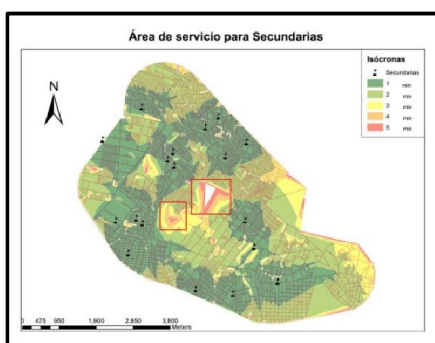 Área de servicio para Secundarias
N
Isócronas
Secundarias
1 min
2 min
3 min
4 min
5 min
0 475 950 1,900 2,850 3,800
Meters